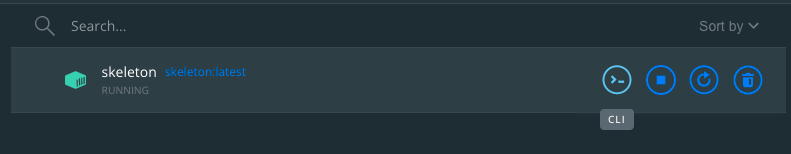 Search...
Sort by
skeleton skeleton:latest
RUNNING
CLI